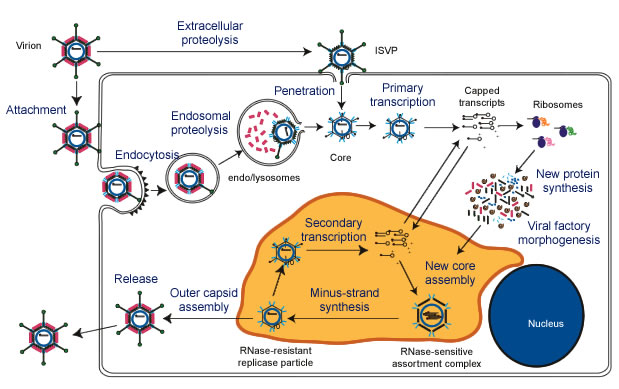 Extracellular
proteolysis
Virion
ISVP
Attachment
Penetration
Primary
transcription
Capped
transcripts
Ribosomes
Endosomal
proteolysis
Endocytosis
endo/lysosomes
Core
New protein
synthesis
Viral factory
morphogenesis
Secondary
transcription
New core
assembly
Release
Outer capsid
assembly
Minus-strand
synthesis
Nucleus
RNase-resistant
replicase particle
RNase-sensitive
assortment complex